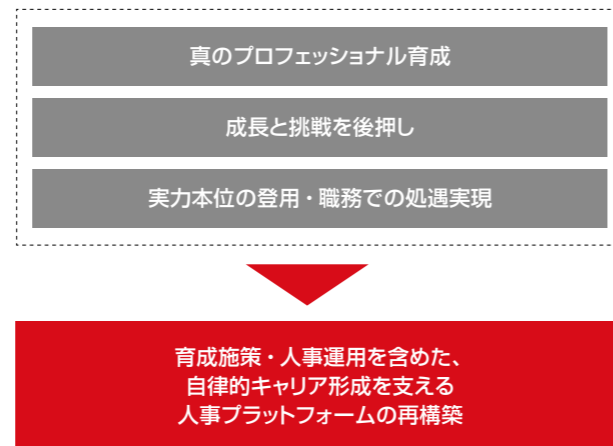 真のプロフェッショナル育成
成長と挑戦を後押し
実力本位の登用・職務での処遇実現
育成施策・人事運用を含めた、
自律的キャリア形成を支える
人事プラットフォームの再構築